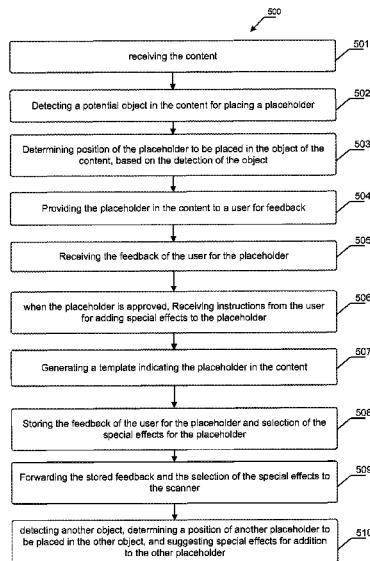 500
receiving the content
501
Detecting a potential object in the content for placing a placeholder
502
Determining position of the placeholder to be placed in the object of the
content, based on the detection of the object
503
Providing the placeholder in the content to a user for feedback
504
Receiving the feedback of the user for the placeholder
505
when the placeholder is approved, Receiving instructions from the user
for adding special effects to the placeholder
506
Generating a template indicating the placeholder in the content
507
Storing the feedback of the user for the placeholder and selection of the
special effects for the placeholder
508
Forwarding the stored feedback and the selection of the special effects to
the scanner
509
detecting another object, determining a position of another placeholder to
be placed in the other object, and suggesting special effects for addition
to the other placeholder
510